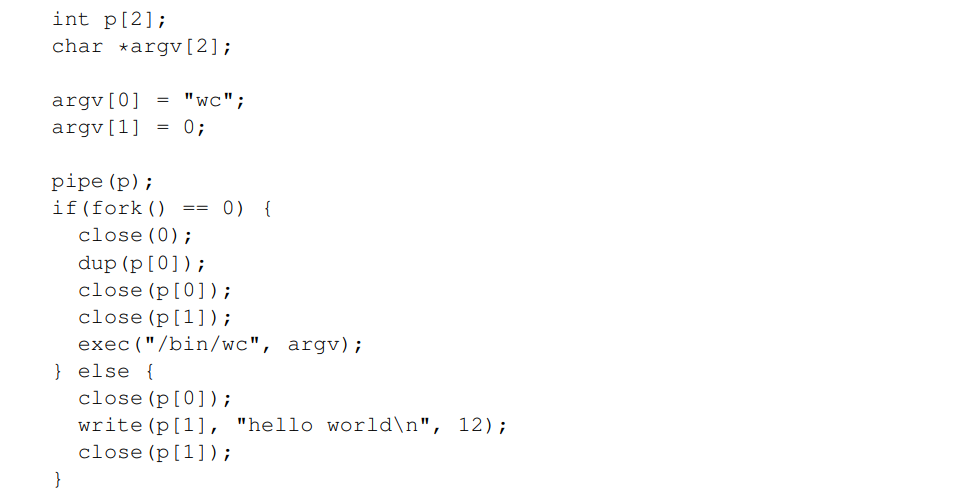 int p[2];
char *argv[2];

argv[0] = "wc";
argv[1] = 0;

pipe(p);
if(fork() == 0) {
  close(0);
  dup(p[0]);
  close(p[0]);
  close(p[1]);
  exec("/bin/wc", argv);
} else {
  close(p[0]);
  write(p[1], "hello world\n", 12);
  close(p[1]);
}